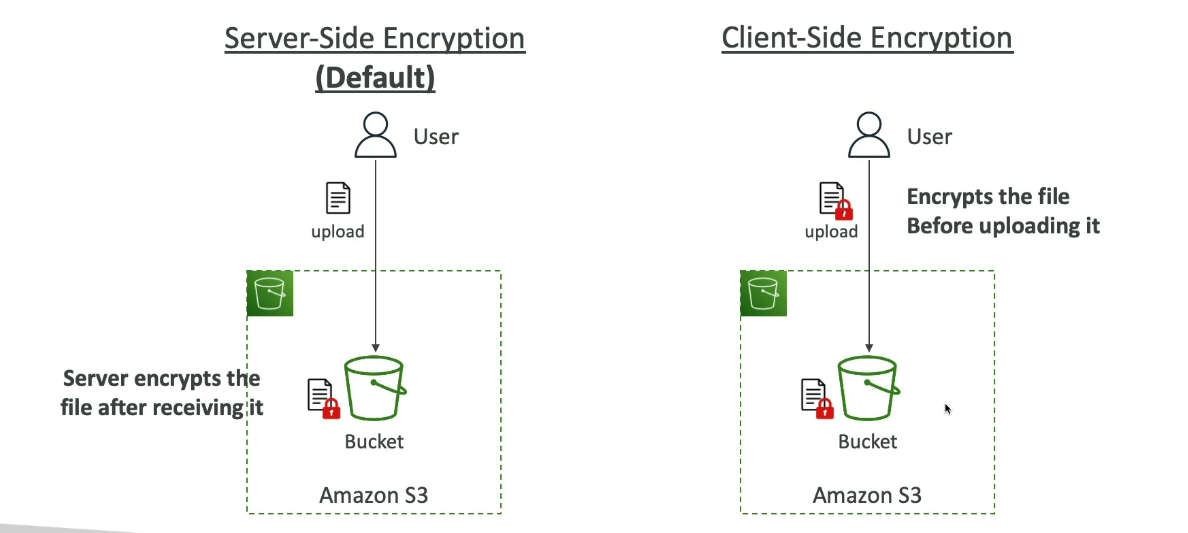 Server-Side Encryption
(Default)
User
upload
Server encrypts the
file after receiving it
Bucket
Amazon S3
Client-Side Encryption
User
upload
Encrypts the file
Before uploading it
Bucket
Amazon S3